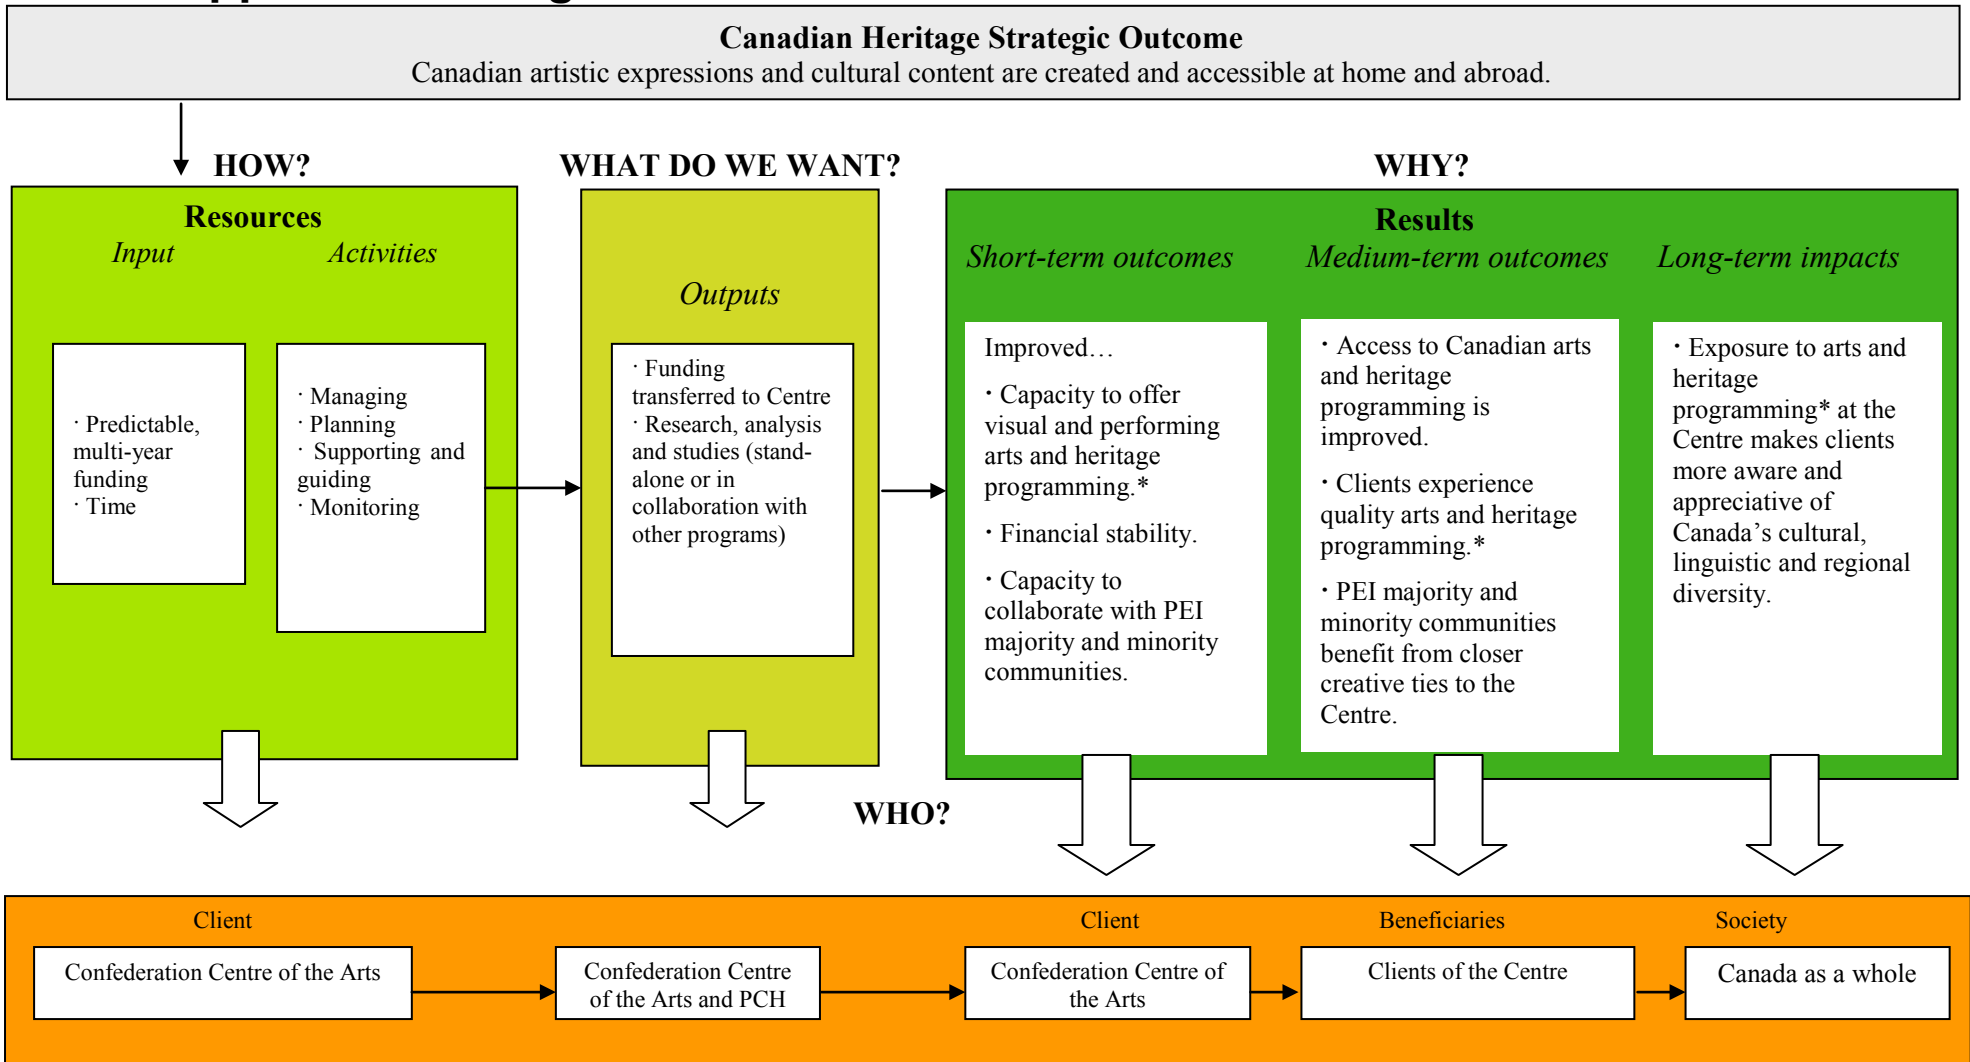 Canadian Heritage Strategic Outcome
Canadian artistic expressions and cultural content are created and accessible at home and abroad.
HOW?
WHAT DO WE WANT?
WHY?
Resources
Input
Activities
· Predictable,
multi-year
funding
· Time
· Managing
· Planning
· Supporting and
guiding
· Monitoring
Outputs
· Funding
transferred to Centre
· Research, analysis
and studies (stand-
alone or in
collaboration with
other programs)
Results
Short-term outcomes
Medium-term outcomes
Long-term impacts
Improved…
· Capacity to offer
visual and performing
arts and heritage
programming.*
· Financial stability.
· Capacity to
collaborate with PEI
majority and minority
communities.
· Access to Canadian arts
and heritage
programming is
improved.
· Clients experience
quality arts and heritage
programming.*
· PEI majority and
minority communities
benefit from closer
creative ties to the
Centre.
· Exposure to arts and
heritage
programming* at the
Centre makes clients
more aware and
appreciative of
Canada’s cultural,
linguistic and regional
diversity.
WHO?
Client
Confederation Centre of the Arts
Confederation Centre
of the Arts and PCH
Client
Confederation Centre of
the Arts
Beneficiaries
Clients of the Centre
Society
Canada as a whole